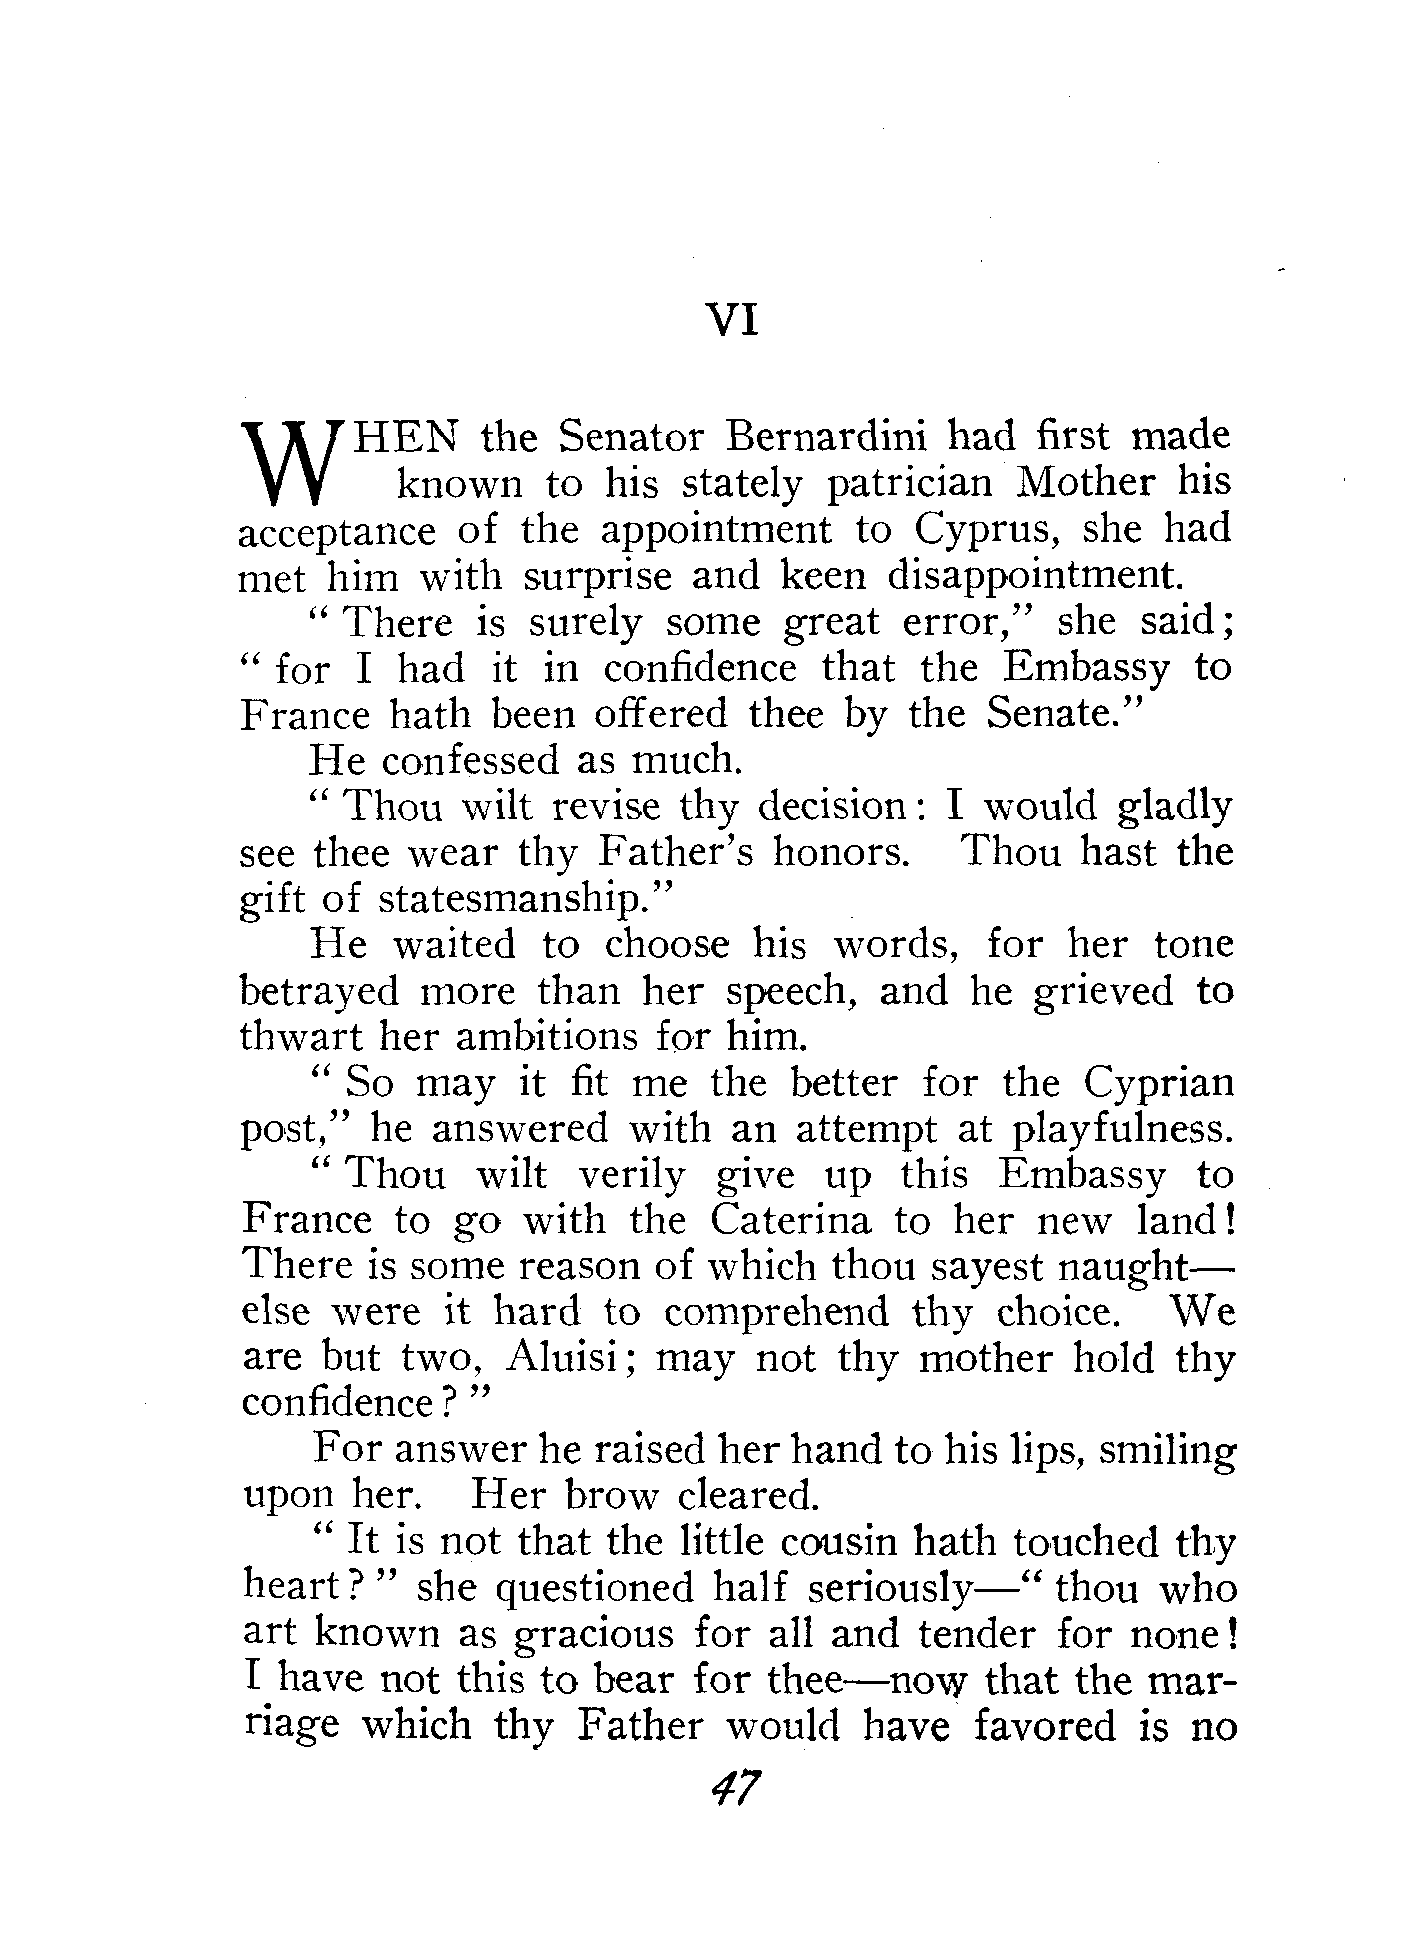 VI
WHEN the Senator Bernardini had first made
known to his stately patrician Mother his
acceptance of the appointment to Cyprus, she had
met him with surprise and keen disappointment.
“ There is surely some great error,” she said;
“ for I had it in confidence that the Embassy to
France hath been offered thee by the Senate.”
He confessed as much.
“ Thou wilt revise thy decision: I would gladly
see thee wear thy Father’s honors. Thou hast the
gift of statesmanship.”
He waited to choose his words, for her tone
betrayed more than her speech, and he grieved to
thwart her ambitions for him.
“ So may it fit me the better for the Cyprian
post,” he answered with an attempt at playfulness.
“ Thou wilt verily give up this Embassy to
France to go with the Caterina to her new land!
There is some reason of which thou sayest naught—
else were it hard to comprehend thy choice. We
are but two, Aluisi; may not thy mother hold thy
confidence? ”
For answer he raised her hand to his lips, smiling
upon her. Her brow cleared.
“ It is not that the little cousin hath touched thy
heart? ” she questioned half seriously—“ thou who
art known as gracious for all and tender for none!
I have not this to bear for thee—now that the mar-
riage which thy Father would have favored is no
47